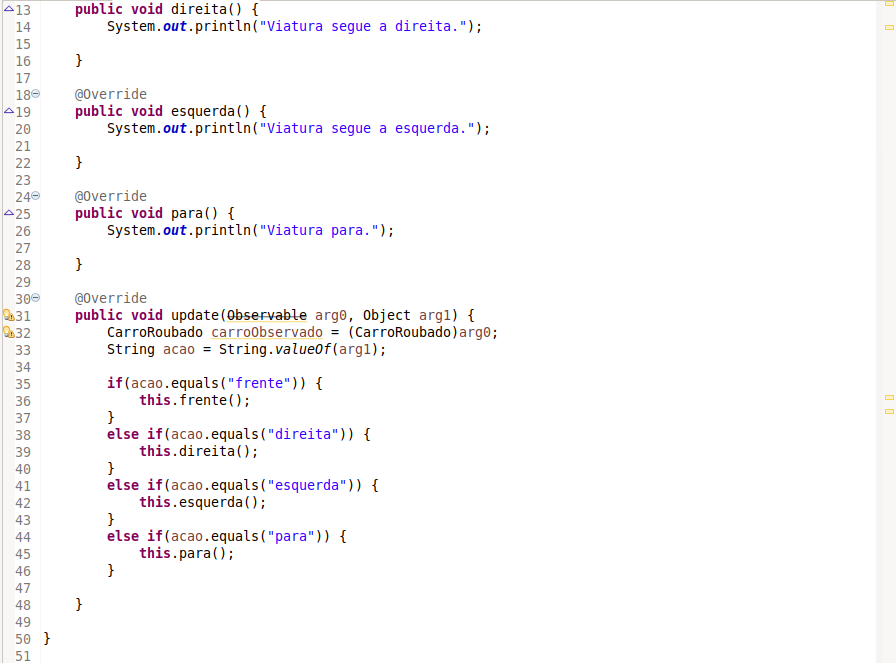 13    public void direita() {
14        System.out.println("Viatura segue a direita.");
15
16    }
17
18    @Override
19    public void esquerda() {
20        System.out.println("Viatura segue a esquerda.");
21
22    }
23
24    @Override
25    public void para() {
26        System.out.println("Viatura para.");
27
28    }
29
30    @Override
31    public void update(Observable arg0, Object arg1) {
32        CarroRoubado carroObservado = (CarroRoubado)arg0;
33        String acao = String.valueOf(arg1);
34
35        if(acao.equals("frente")) {
36            this.frente();
37        }
38        else if(acao.equals("direita")) {
39            this.direita();
40        }
41        else if(acao.equals("esquerda")) {
42            this.esquerda();
43        }
44        else if(acao.equals("para")) {
45            this.para();
46        }
47
48    }
49
50 }
51